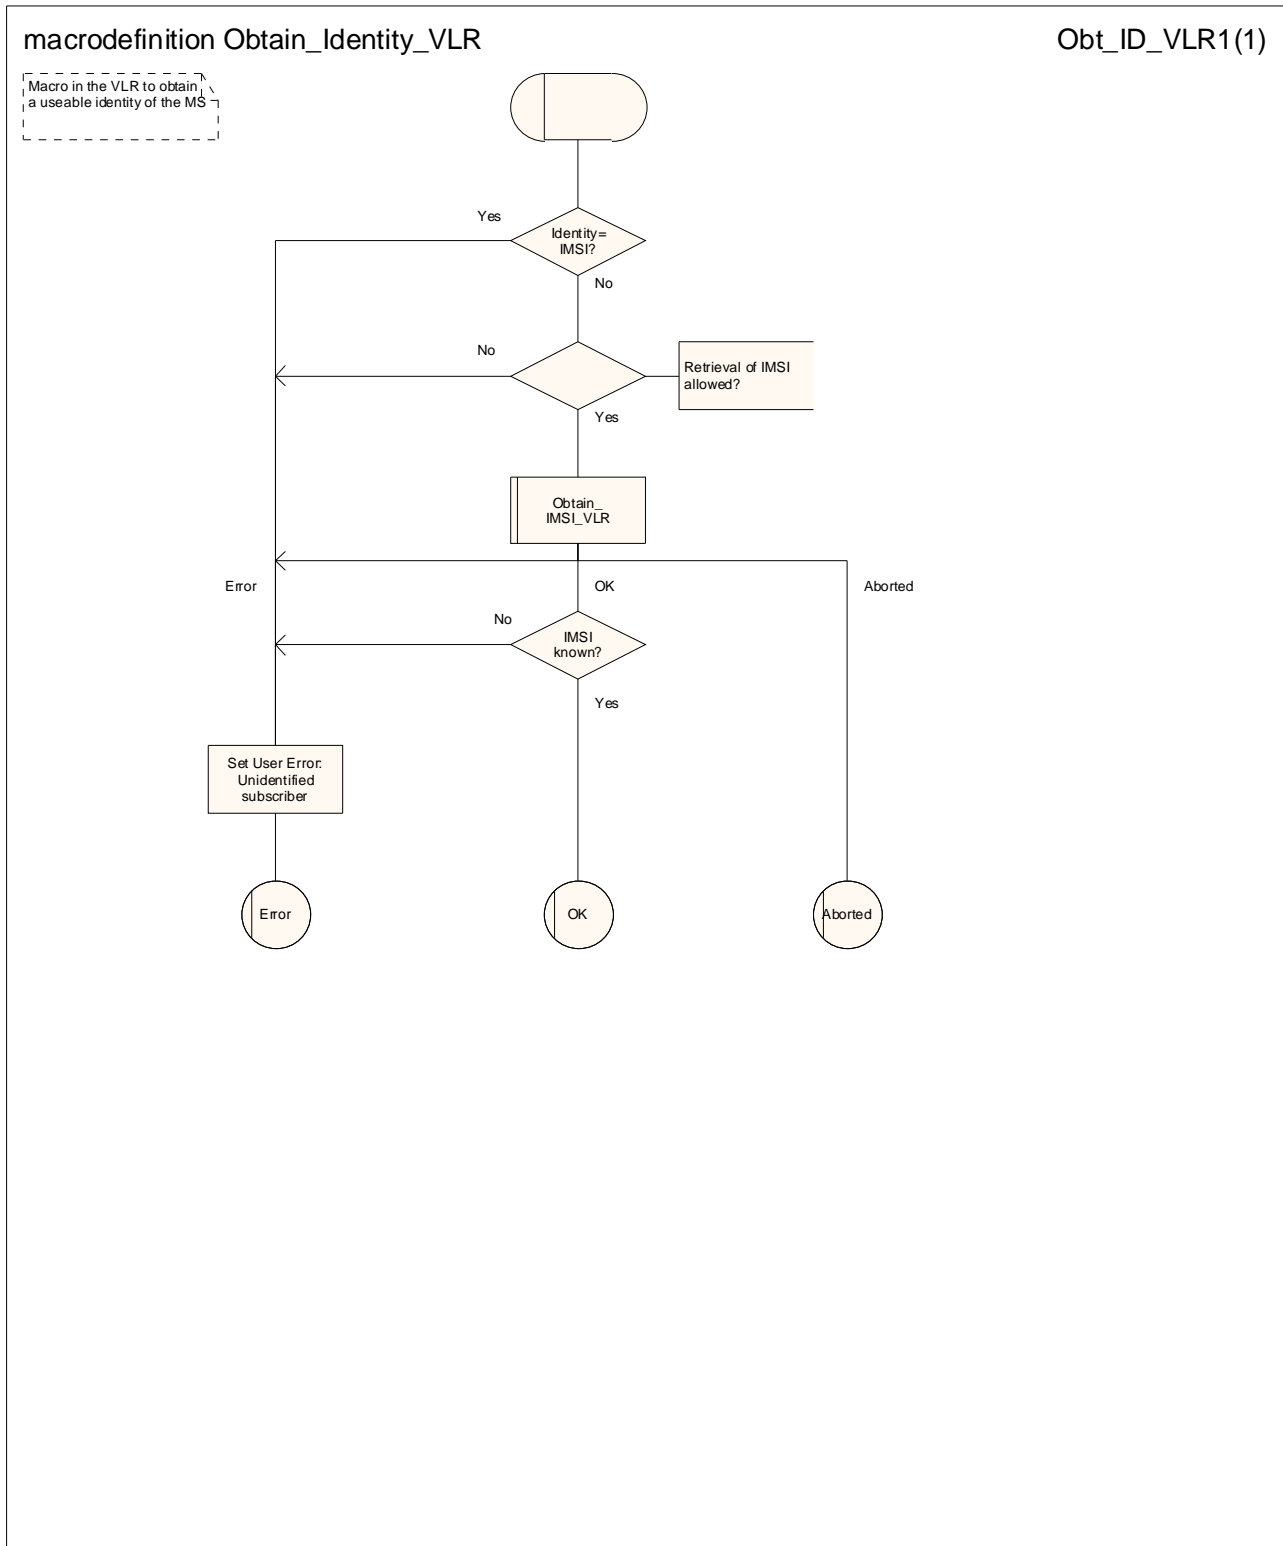 macrodefinition Obtain_Identity_VLR
Obt_ID_VLR1(1)
Macro in the VLR to obtain
a useable identity of the MS
Yes
Identity=
IMSI?
No
No
Retrieval of IMSI
allowed?
Yes
Obtain_
IMSI_VLR
Error
OK
Aborted
No
IMSI
known?
Yes
Set User Error:
Unidentified
subscriber
Error
OK
Aborted